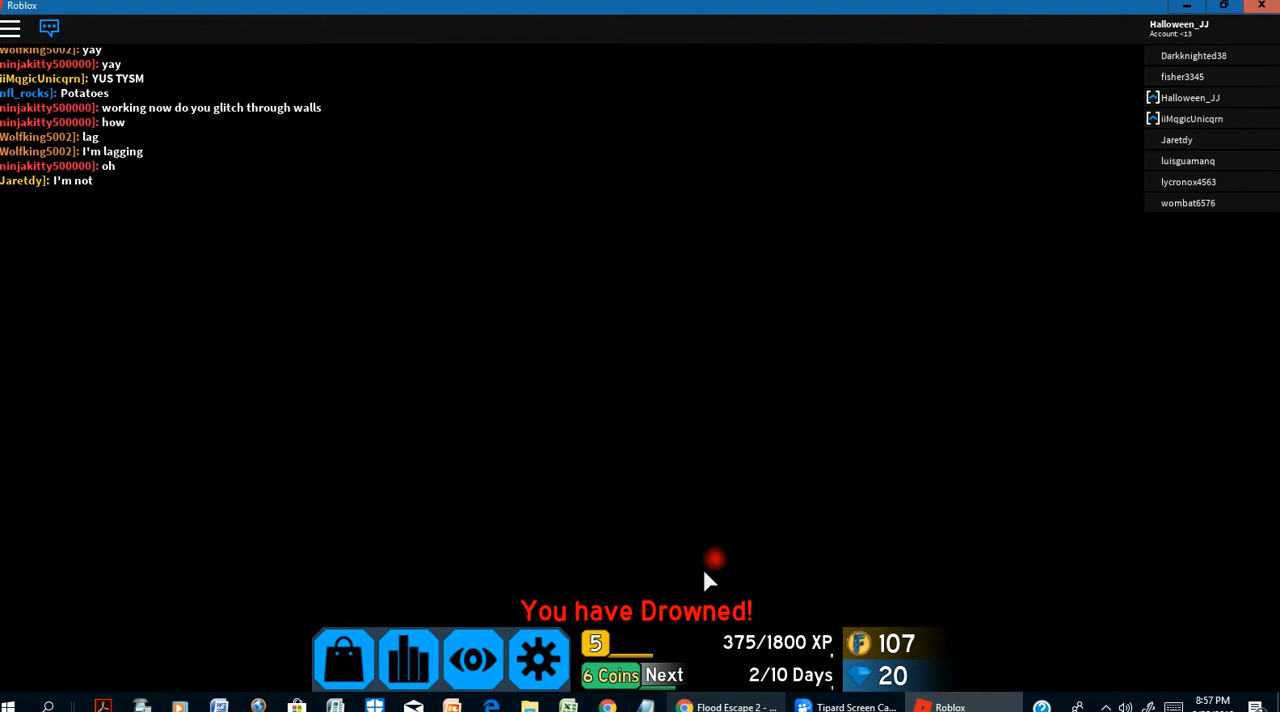 Roblox
Halloween_JJ
Account: <13
Wolfking5002]: yay
ninjakitty500000]: yay
iiMqgicUnicqrn]: YUS TYSM
nfl_rocks]: Potatoes
ninjakitty500000]: working now do you glitch through walls
ninjakitty500000]: how
Wolfking5002]: lag
Wolfking5002]: I'm lagging
ninjakitty500000]: oh
Jaretdy]: I'm not
Darkknighted38
fisher3345
Halloween_JJ
iiMqgicUnicqrn
Jaretdy
luisguamanq
lycronox4563
wombat6576
You have Drowned!
5
375/1800 XP
107
6 Coins Next
2/10 Days
20
Flood Escape 2 - ...
Tipard Screen Ca...
Roblox
8:57 PM